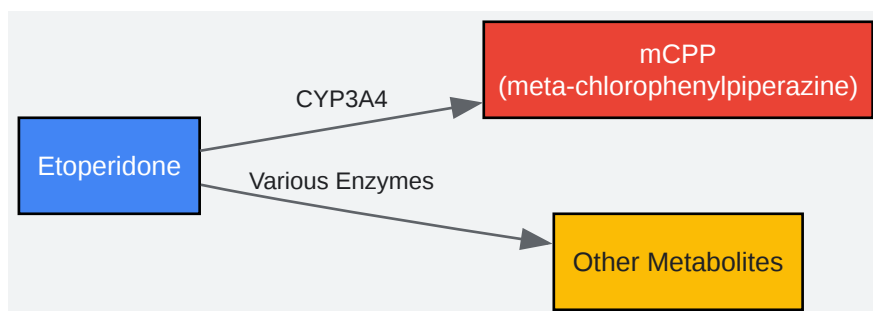 mCPP
(meta-chlorophenylpiperazine)
CYP3A4
Etoperidone
Various Enzymes
Other Metabolites